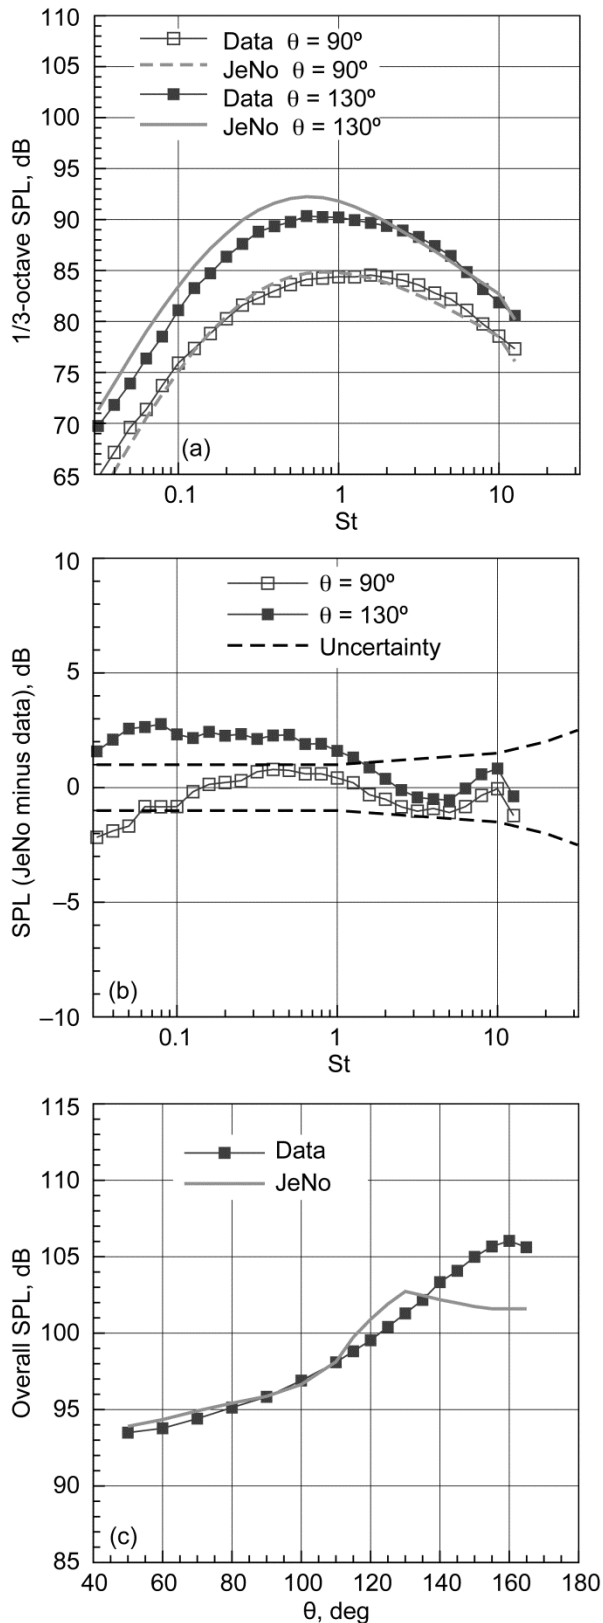 110
105
100
95
90
85
80
75
70
65
1/3-octave SPL, dB
Data θ = 90º
JeNo θ = 90º
Data θ = 130º
JeNo θ = 130º
(a)
0.1
1
10
St
10
5
0
–5
–10
SPL (JeNo minus data), dB
θ = 90º
θ = 130º
Uncertainty
(b)
0.1
1
10
St
115
110
105
100
95
90
85
Overall SPL, dB
Data
JeNo
(c)
40 60 80 100 120 140 160 180
θ, deg